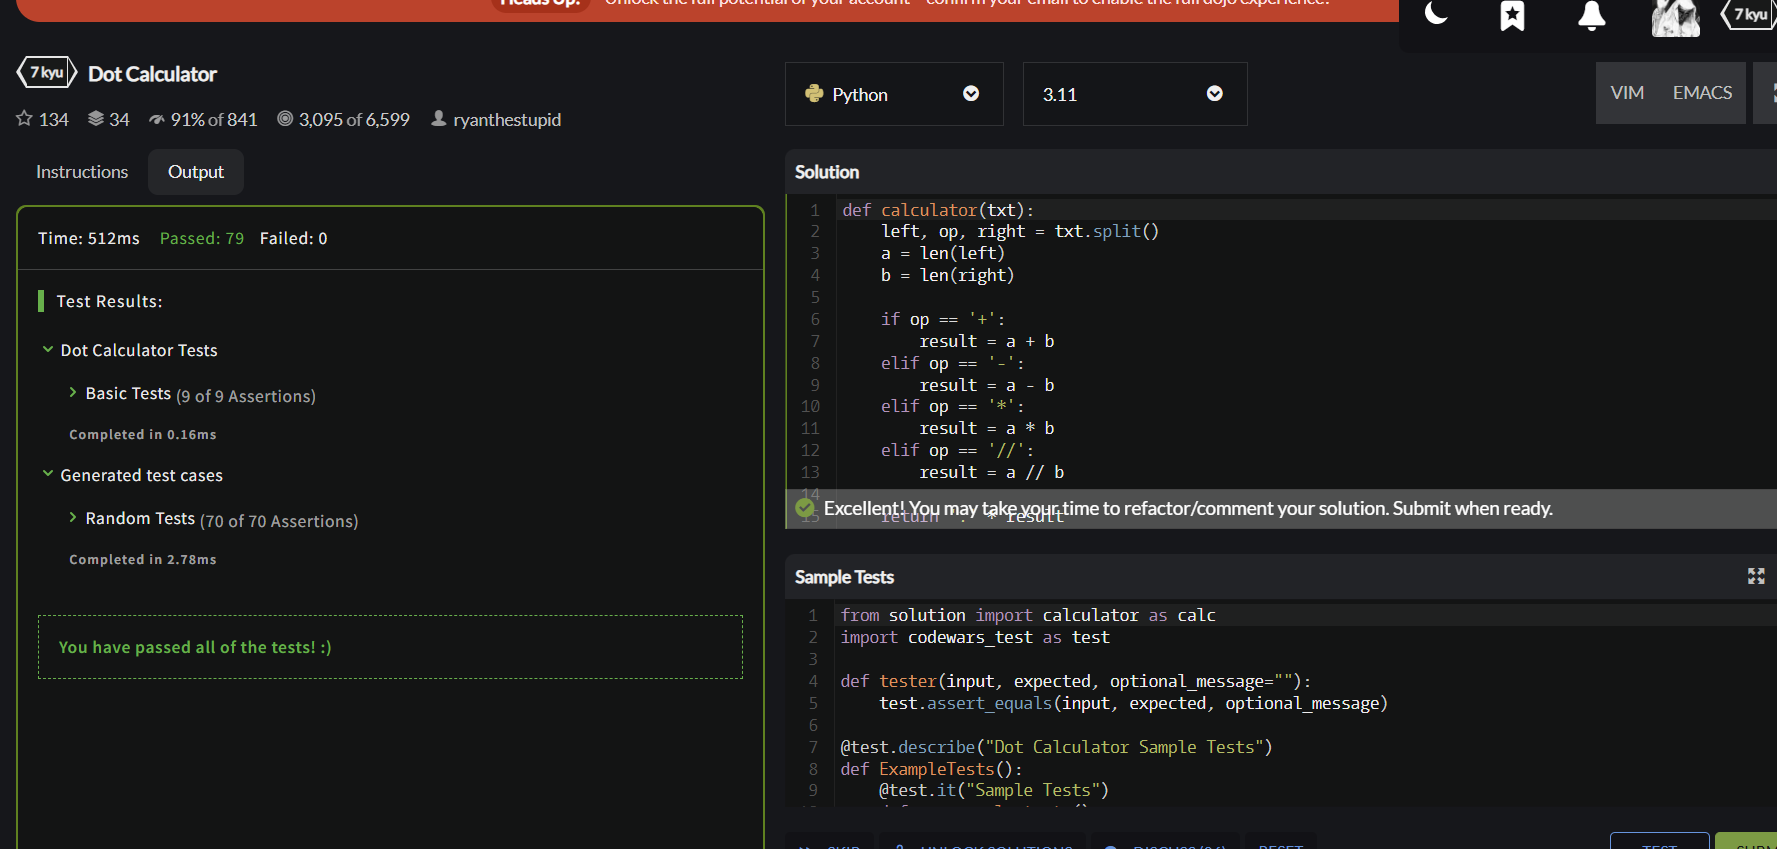 Heads Up! Unlock the full potential of your account - confirm your email to enable the full dojo experience!
7 kyu
7 kyu Dot Calculator
134 34 91% of 841 3,095 of 6,599 ryanthestupid
Python 3.11 VIM EMACS
Instructions Output
Time: 512ms Passed: 79 Failed: 0
Test Results:
Dot Calculator Tests
Basic Tests (9 of 9 Assertions)
Completed in 0.16ms
Generated test cases
Random Tests (70 of 70 Assertions)
Completed in 2.78ms
You have passed all of the tests! :)
Solution
1 def calculator(txt):
2     left, op, right = txt.split()
3     a = len(left)
4     b = len(right)
5
6     if op == '+':
7         result = a + b
8     elif op == '-':
9         result = a - b
10     elif op == '*':
11         result = a * b
12     elif op == '//':
13         result = a // b
14
Excellent! You may take your time to refactor/comment your solution. Submit when ready.
15     return '.' * result
Sample Tests
1 from solution import calculator as calc
2 import codewars_test as test
3
4 def tester(input, expected, optional_message=""):
5     test.assert_equals(input, expected, optional_message)
6
7 @test.describe("Dot Calculator Sample Tests")
8 def ExampleTests():
9     @test.it("Sample Tests")
SKIP UNLOCK SOLUTIONS DISCUSS RESET TEST